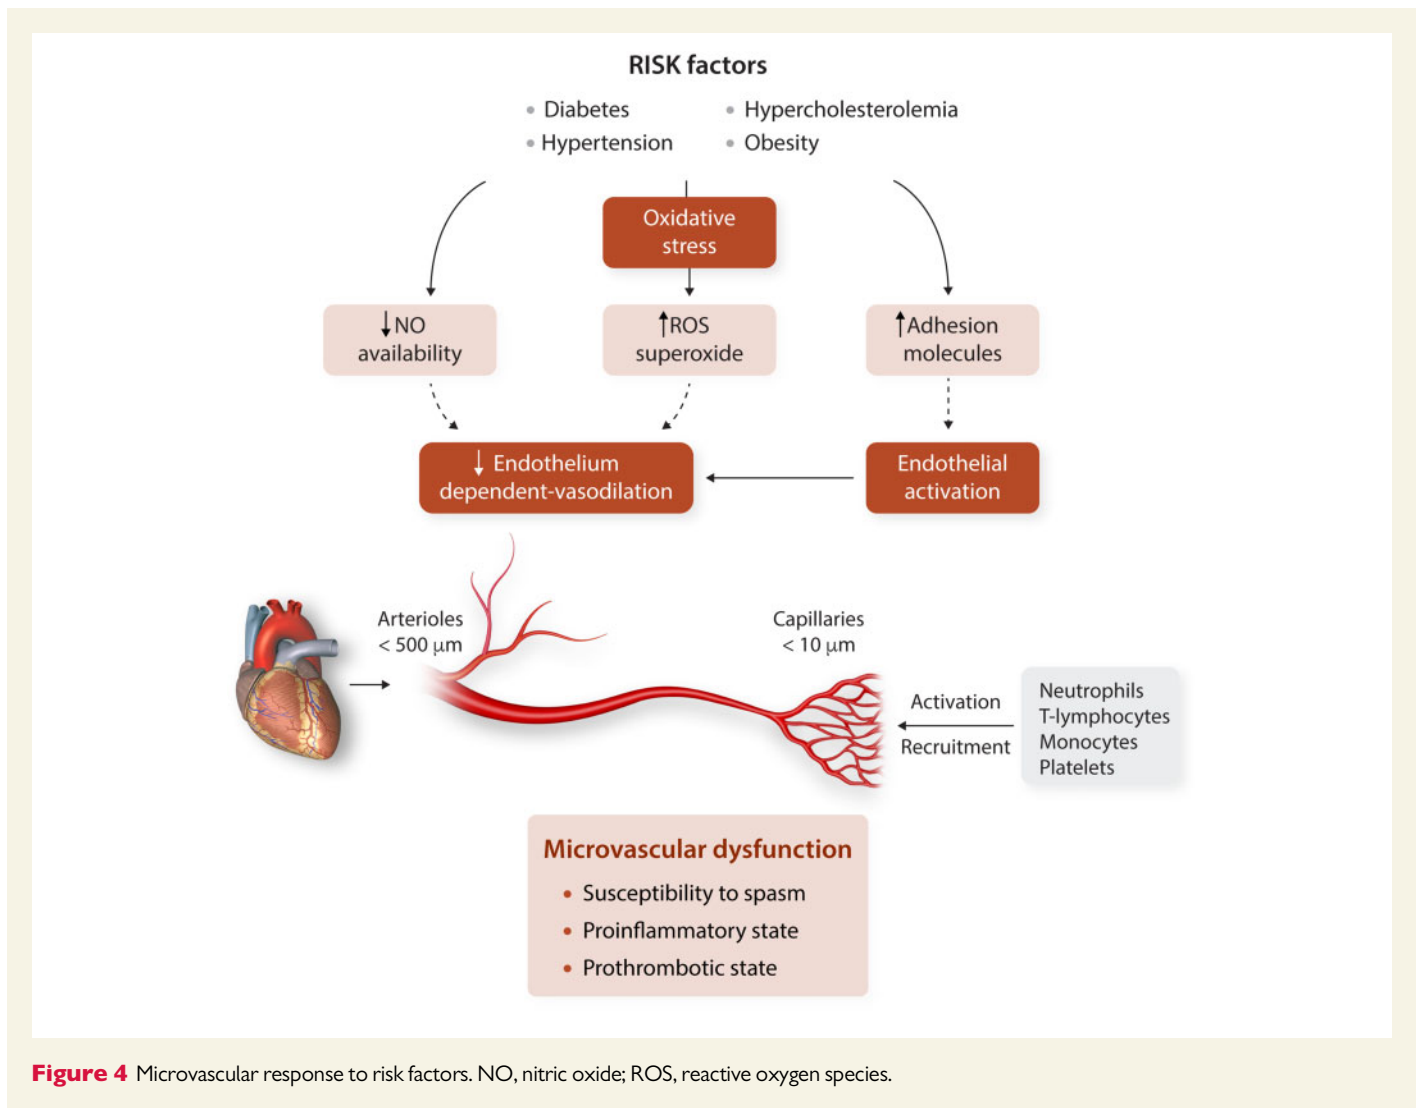 RISK factors
• Diabetes
• Hypertension
• Hypercholesterolemia
• Obesity
Oxidative
stress
↓NO
availability
↑ROS
superoxide
↑Adhesion
molecules
↓ Endothelium
dependent-vasodilation
Endothelial
activation
Arterioles
< 500 μm
Capillaries
< 10 μm
Activation
Recruitment
Neutrophils
T-lymphocytes
Monocytes
Platelets
Microvascular dysfunction
• Susceptibility to spasm
• Proinflammatory state
• Prothrombotic state
Figure 4 Microvascular response to risk factors. NO, nitric oxide; ROS, reactive oxygen species.